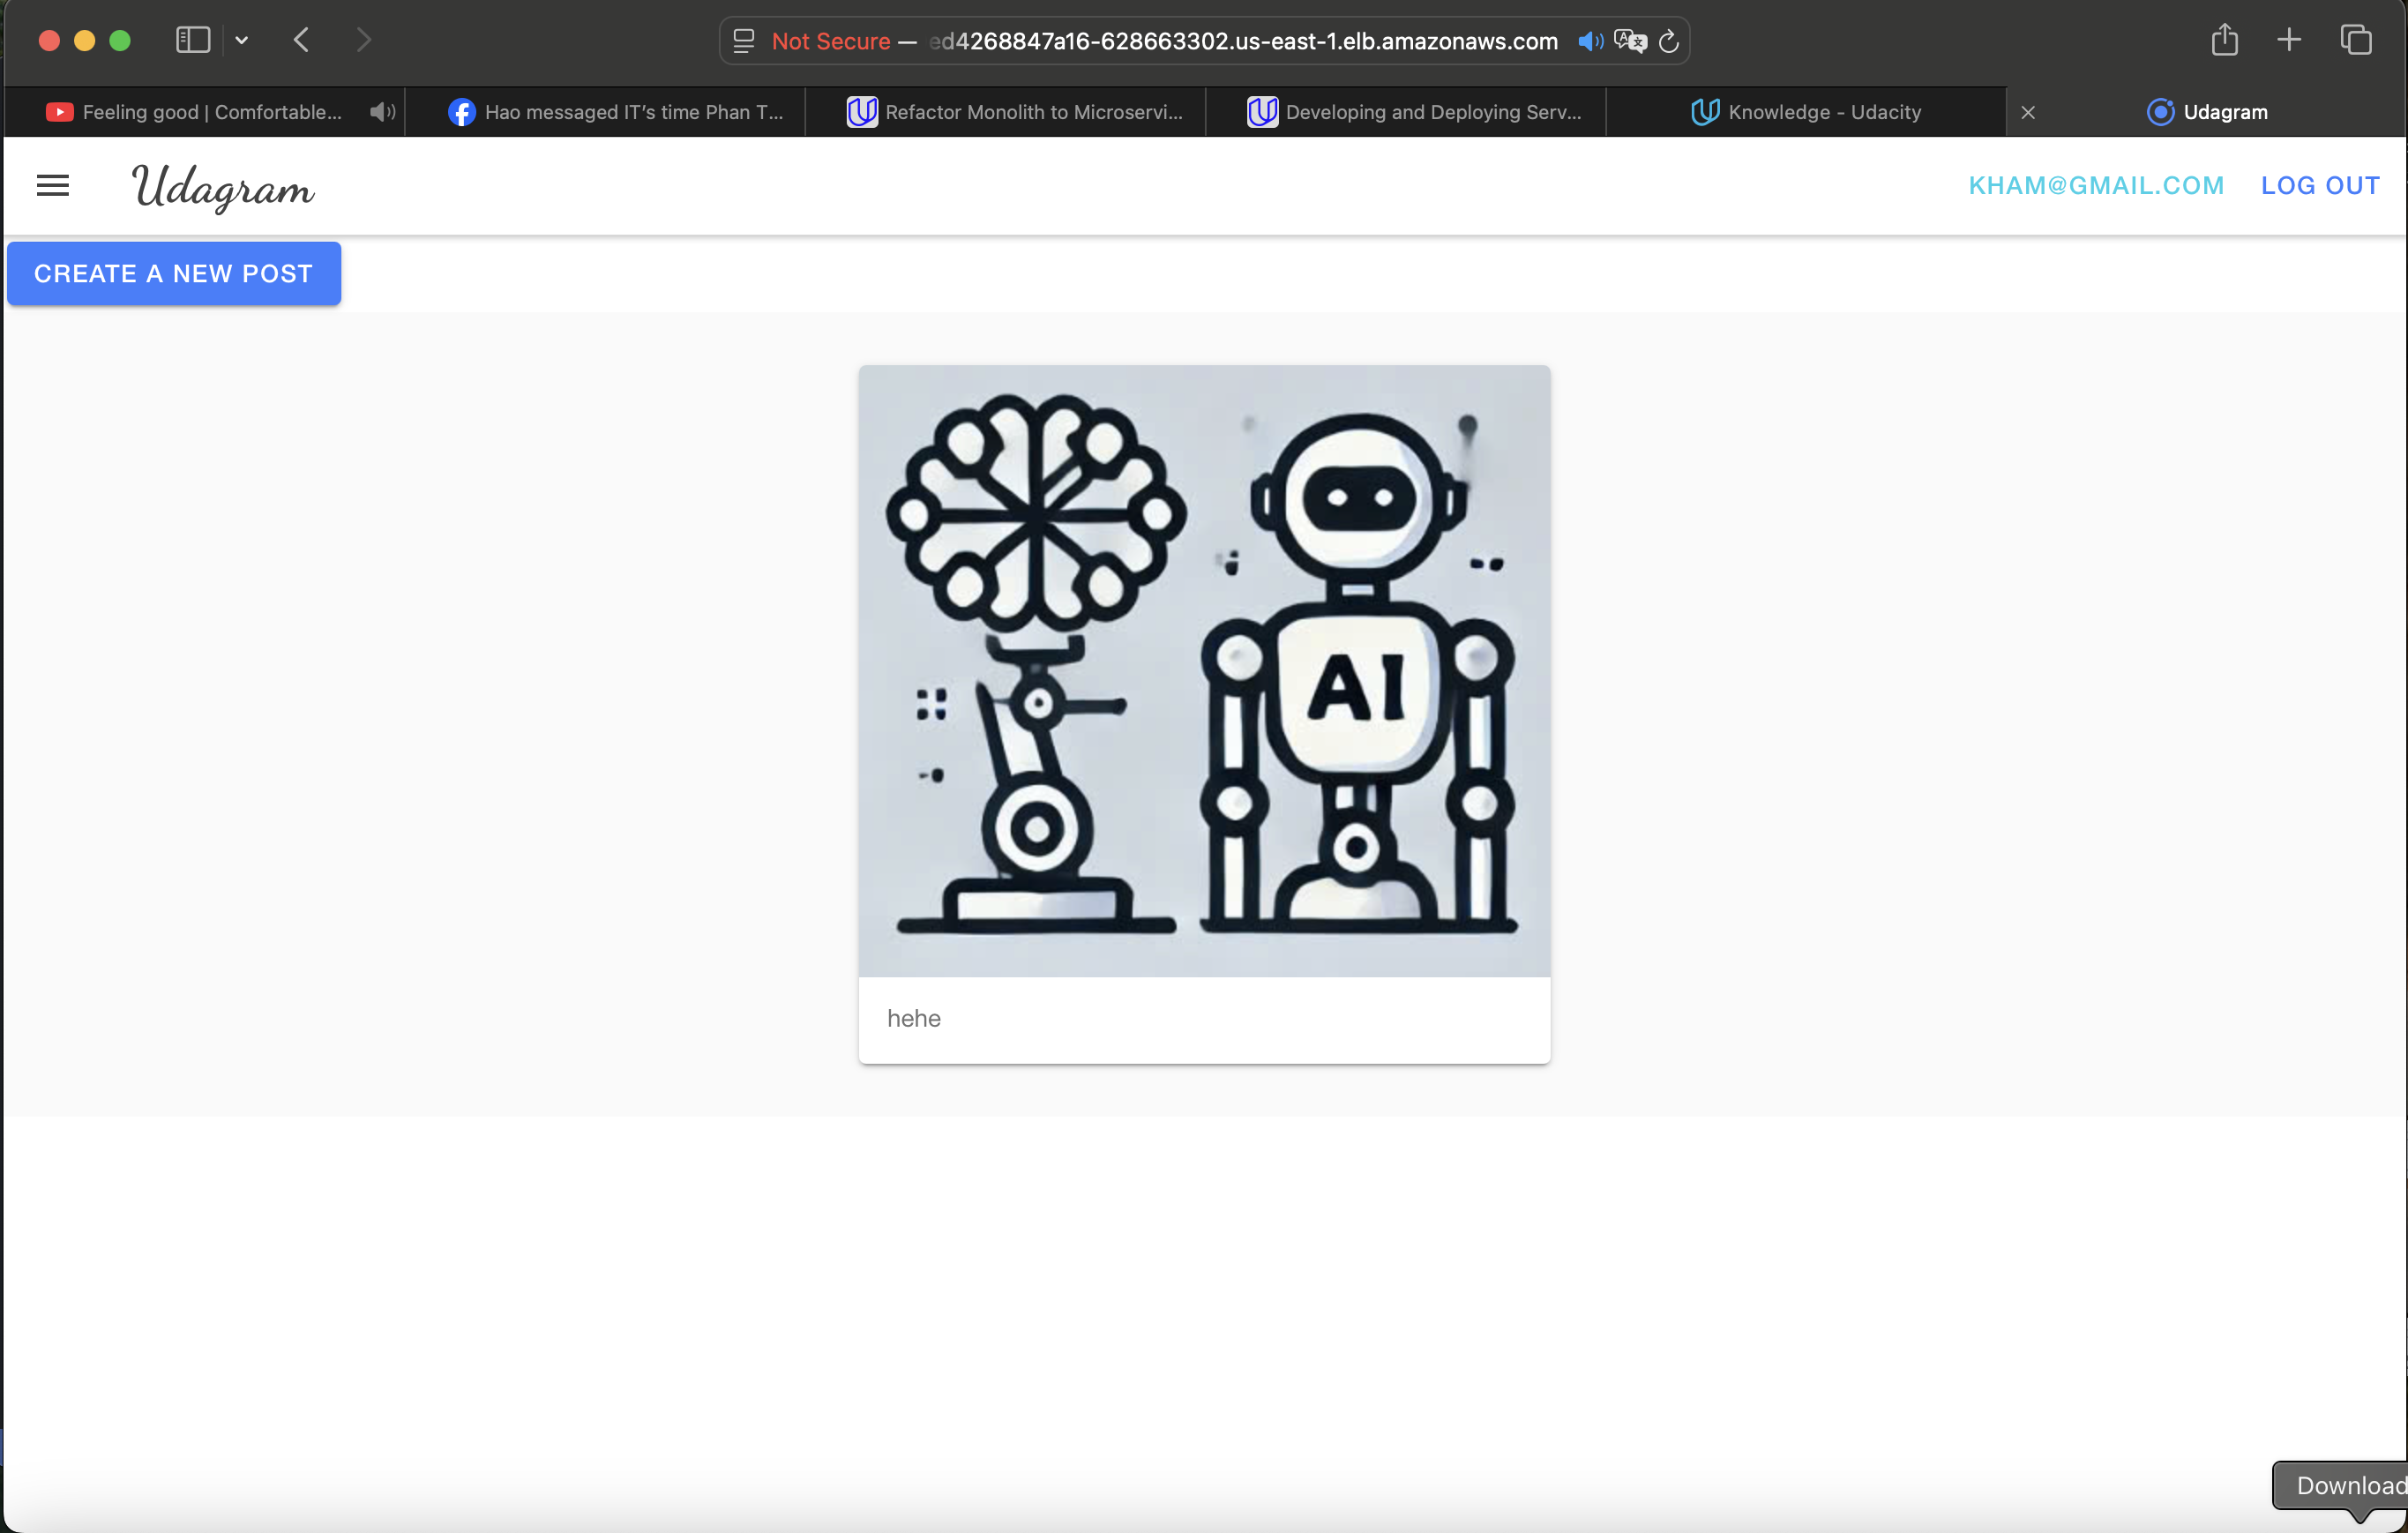 Not Secure — ed4268847a16-628663302.us-east-1.elb.amazonaws.com
Feeling good | Comfortable...
Hao messaged IT’s time Phan T...
Refactor Monolith to Microservi...
Developing and Deploying Serv...
Knowledge - Udacity
Udagram
Udagram
KHAM@GMAIL.COM
LOG OUT
CREATE A NEW POST
AI
hehe
Download